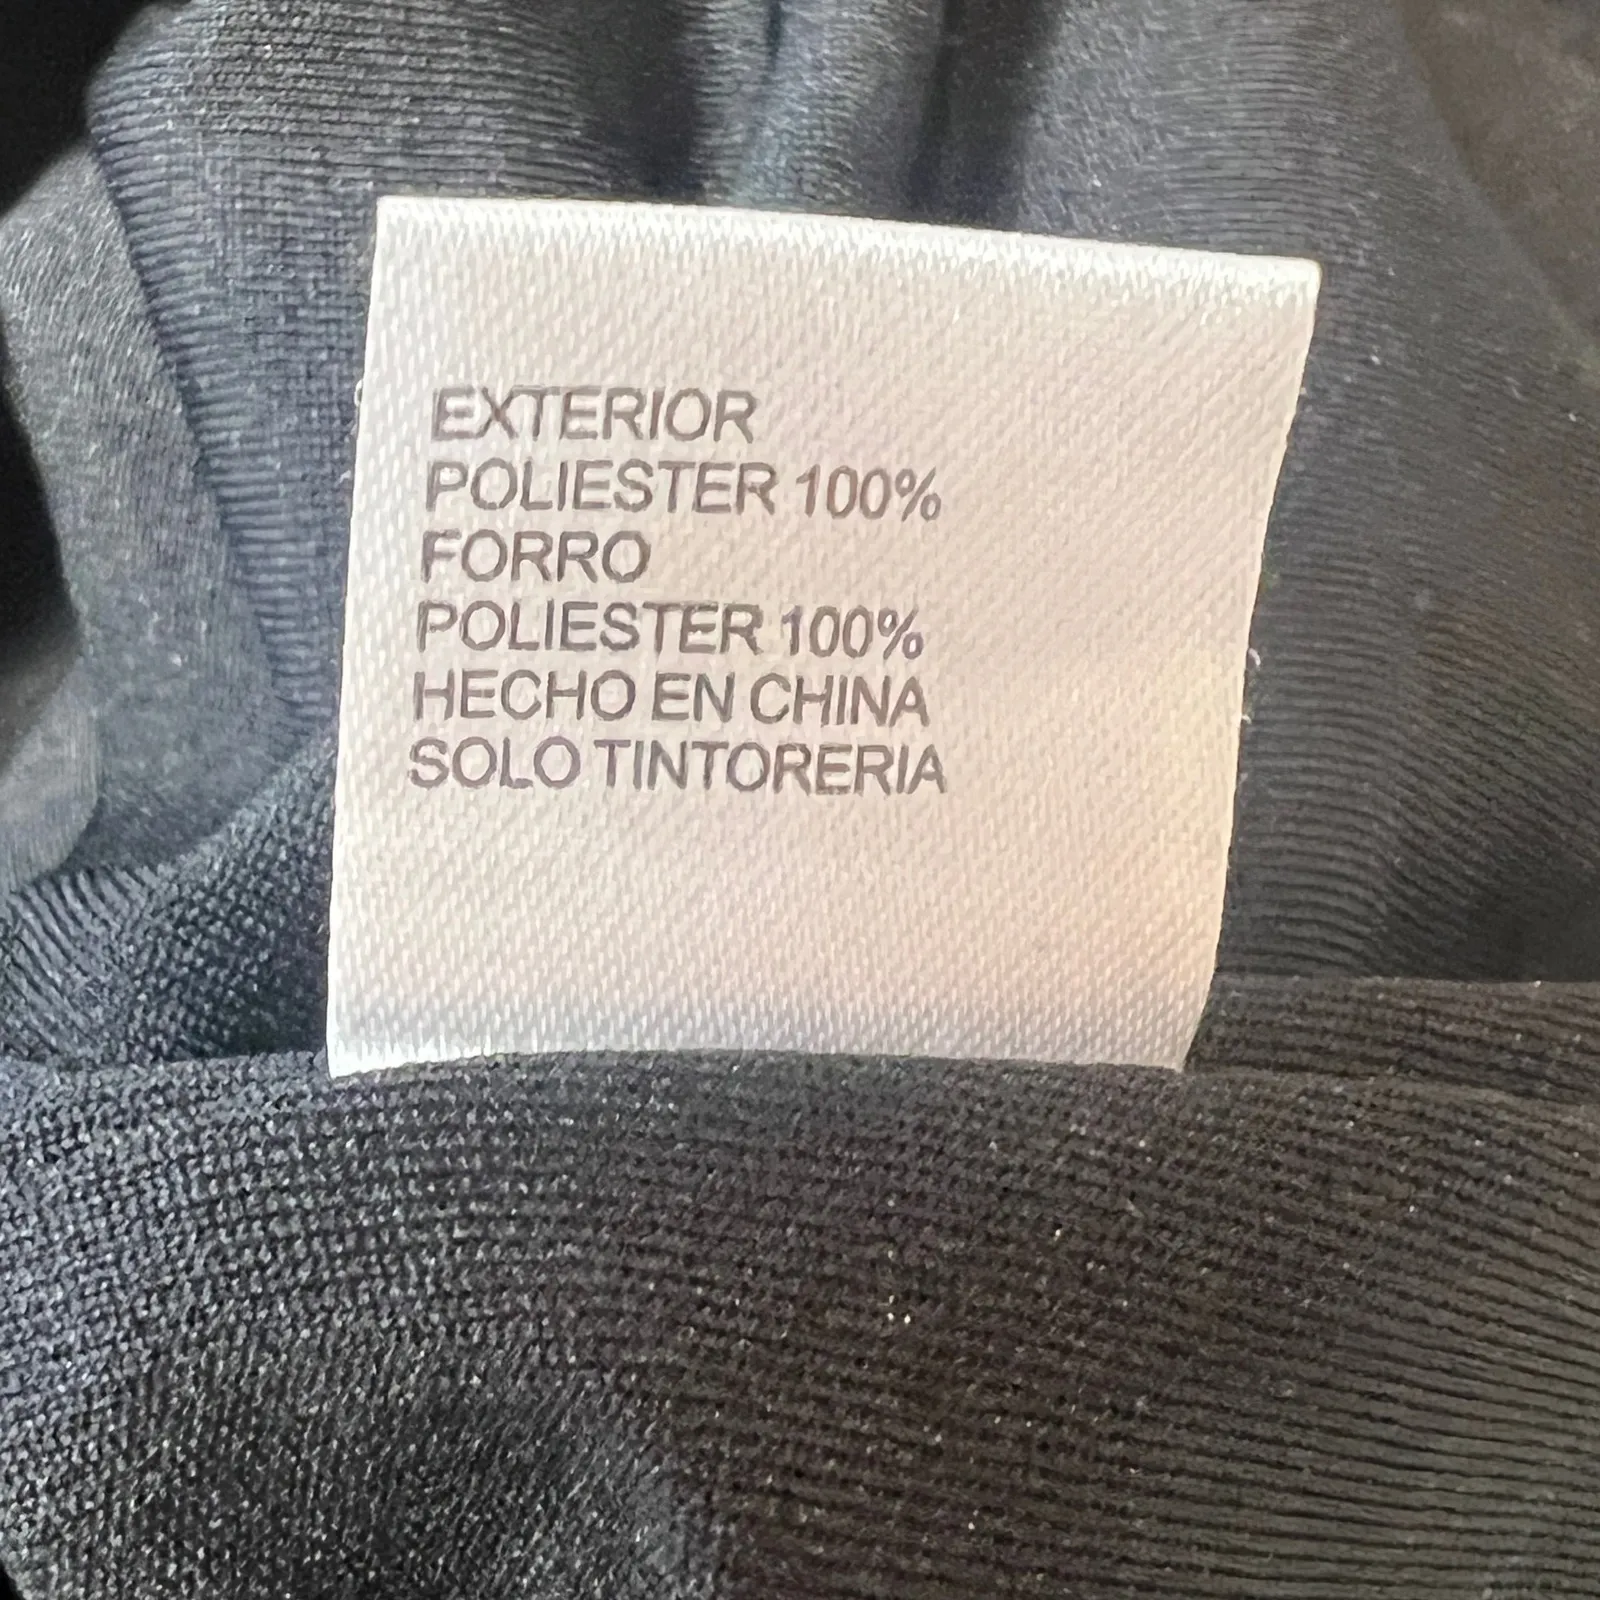 EXTERIOR
POLIESTER 100%
FORRO
POLIESTER 100%
HECHO EN CHINA
SOLO TINTORERIA